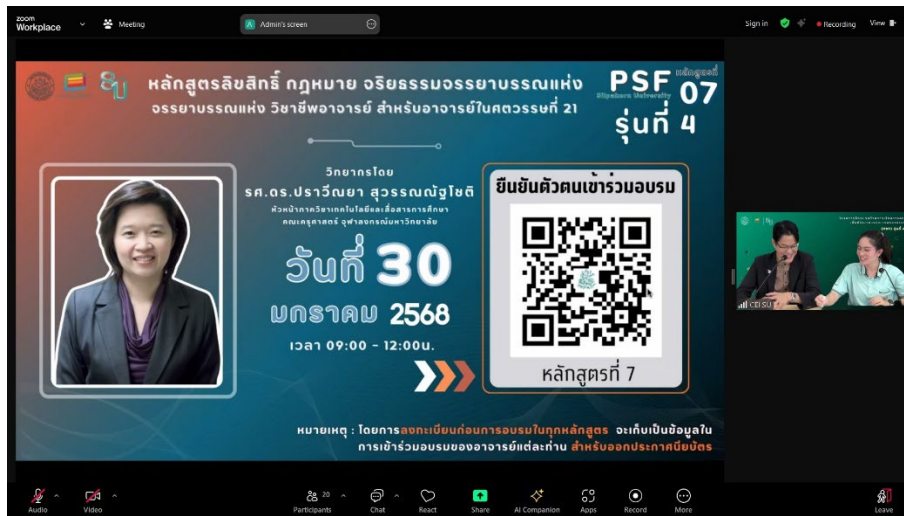 zoom
Workplace
Meeting
Admin's screen
Sign in
Recording
View
หลักสูตรลิขสิทธิ์ กฎหมาย จริยธรรมจรรยาบรรณแห่ง
จรรยาบรรณแห่ง วิชาชีพอาจารย์ สำหรับอาจารย์ในศตวรรษที่ 21
PSF
Silpakorn University
หลักสูตรที่
07
รุ่นที่ 4
วิทยากรโดย
รศ.ดร.ปราวีณยา สุวรรณณัฐโชติ
หัวหน้าภาควิชาเทคโนโลยีและสื่อสารการศึกษา
คณะครุศาสตร์ จุฬาลงกรณ์มหาวิทยาลัย
วันที่ 30
มกราคม 2568
เวลา 09:00 - 12:00น.
ยืนยันตัวตนเข้าร่วมอบรม
หลักสูตรที่ 7
หมายเหตุ : โดยการลงทะเบียนก่อนการอบรมในทุกหลักสูตร จะเก็บเป็นข้อมูลใน
การเข้าร่วมอบรมของอาจารย์แต่ละท่าน สำหรับออกประกาศนียบัตร
CEI SU
Audio
Video
20
Participants
Chat
React
Share
AI Companion
Apps
Record
More
Leave